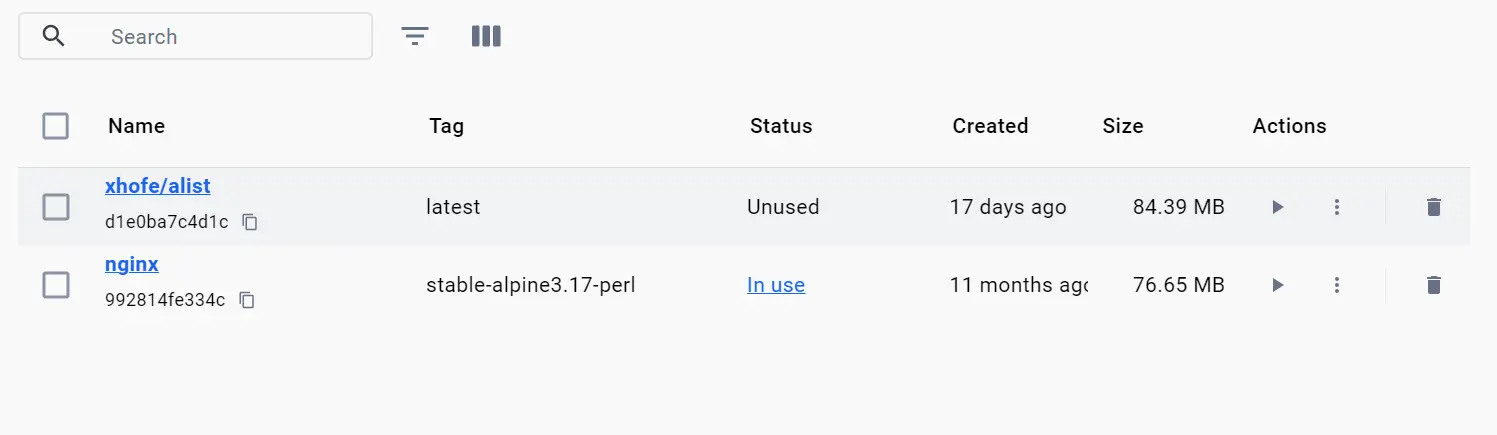 Search
Name Tag Status Created Size Actions
xhofe/alist
d1e0ba7c4d1c latest Unused 17 days ago 84.39 MB
nginx
992814fe334c stable-alpine3.17-perl In use 11 months ago 76.65 MB